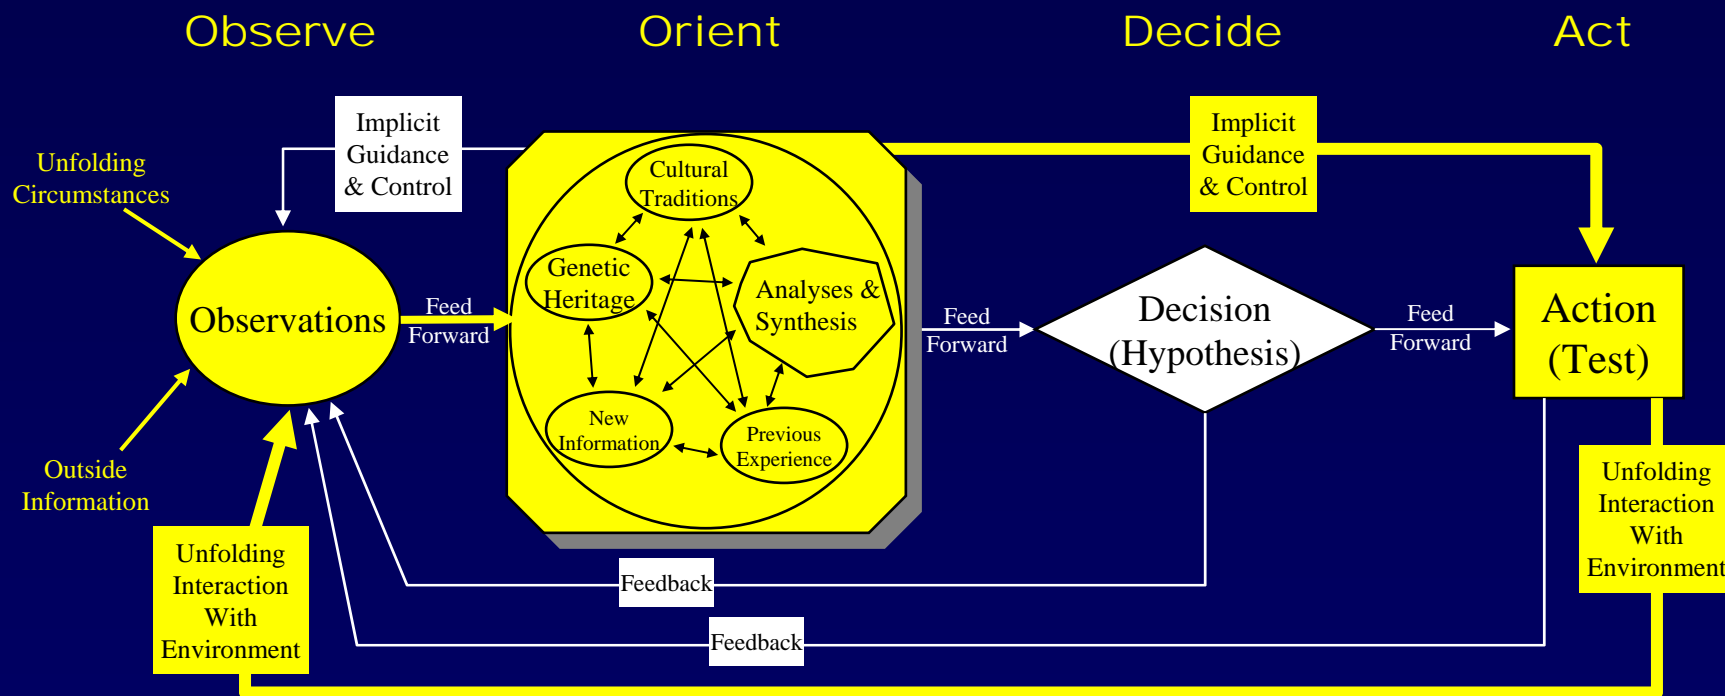 Observe
Orient
Decide
Act
Implicit
Guidance
& Control
Implicit
Guidance
& Control
Unfolding
Circumstances
Cultural
Traditions
Genetic
Heritage
Analyses &
Synthesis
Observations
Feed
Forward
Feed
Forward
Decision
(Hypothesis)
Feed
Forward
Action
(Test)
New
Information
Previous
Experience
Outside
Information
Unfolding
Interaction
With
Environment
Unfolding
Interaction
With
Environment
Feedback
Feedback